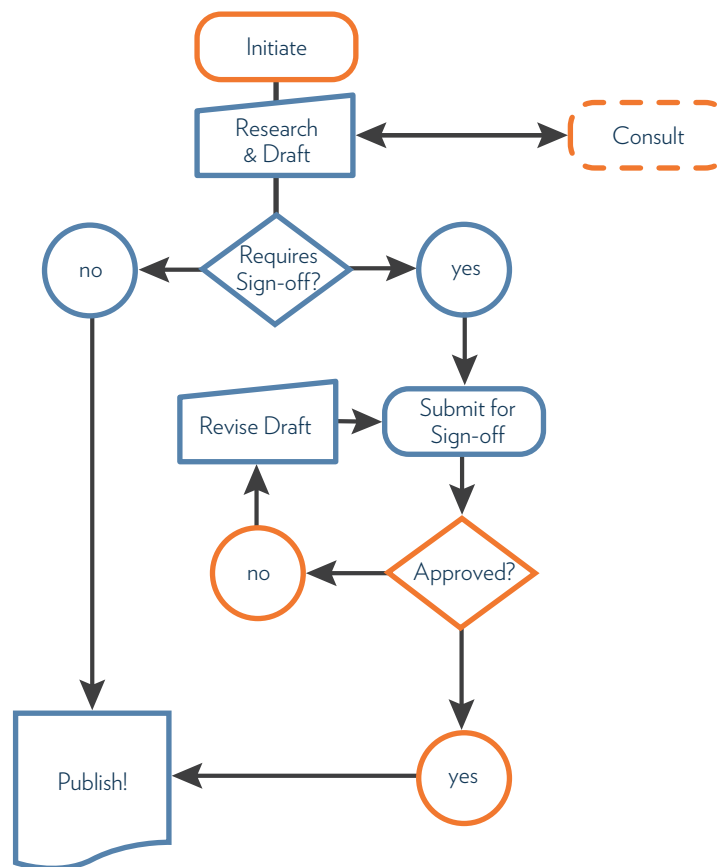 Initiate
Research
& Draft
Consult
no
Requires
Sign-off?
yes
Revise Draft
Submit for
Sign-off
no
Approved?
Publish!
yes